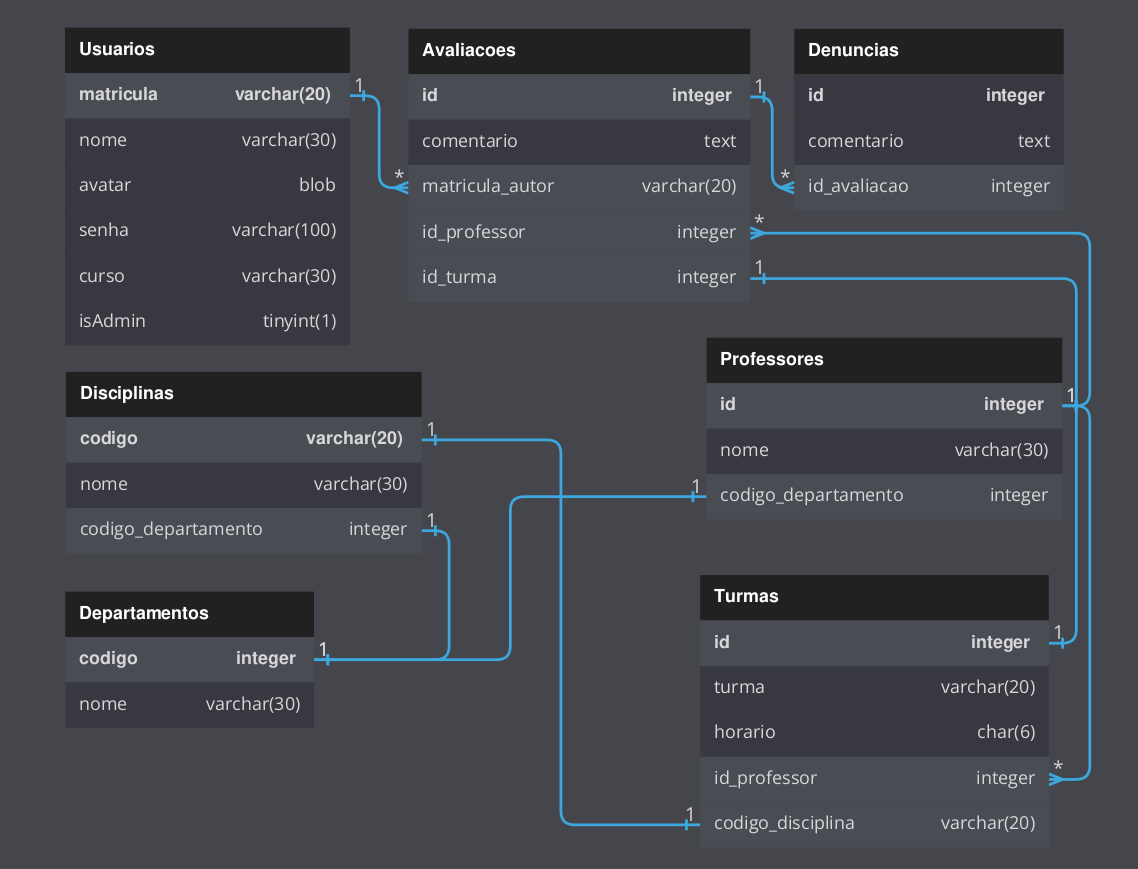 Usuarios
matricula varchar(20) 1
nome varchar(30)
avatar blob
senha varchar(100)
curso varchar(30)
isAdmin tinyint(1)
Avaliacoes
id integer 1
comentario text
* matricula_autor varchar(20)
id_professor integer *
id_turma integer 1
Denuncias
id integer
comentario text
* id_avaliacao integer
Disciplinas
codigo varchar(20) 1
nome varchar(30)
codigo_departamento integer 1
Professores
id integer 1
nome varchar(30)
1 codigo_departamento integer
Departamentos
codigo integer 1
nome varchar(30)
Turmas
id integer 1
turma varchar(20)
horario char(6)
id_professor integer *
1 codigo_disciplina varchar(20)